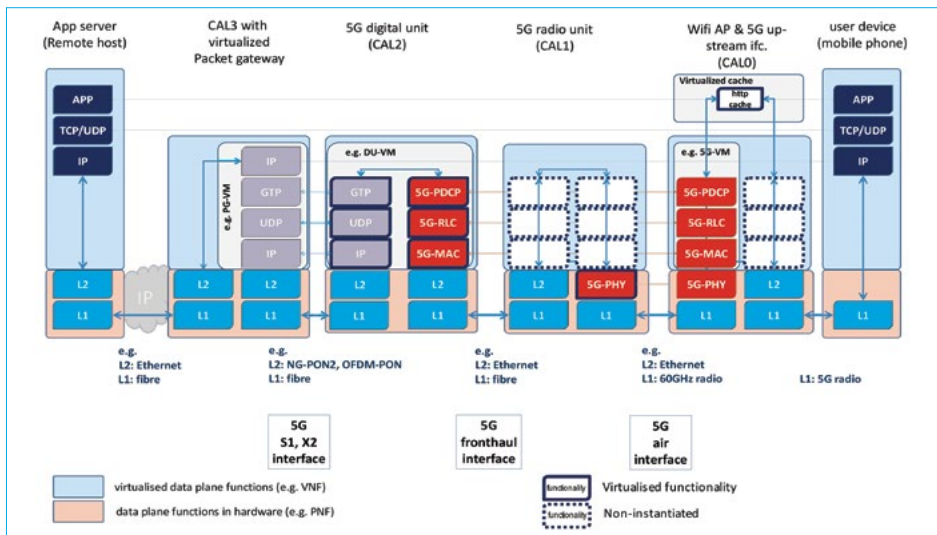 App server
(Remote host)
CAL3 with
virtualized
Packet gateway
5G digital unit
(CAL2)
5G radio unit
(CAL1)
Wifi AP & 5G up-
stream ifc.
(CAL0)
user device
(mobile phone)
Virtualized cache
http
cache
APP
TCP/UDP
IP
L2
L1
IP
e.g. PG-VM
IP
GTP
UDP
IP
L2
L2
L1
L1
e.g. DU-VM
GTP
5G-PDCP
UDP
5G-RLC
IP
5G-MAC
L2
L2
L1
L1
L2
5G-PHY
L1
L1
e.g. 5G-VM
5G-PDCP
5G-RLC
5G-MAC
5G-PHY
L2
L1
L1
APP
TCP/UDP
IP
L1
e.g.
L2: Ethernet
L1: fibre
e.g.
L2: NG-PON2, OFDM-PON
L1: fibre
e.g.
L2: Ethernet
L1: fibre
e.g.
L2: Ethernet
L1: 60GHz radio
L1: 5G radio
5G
S1, X2
interface
5G
fronthaul
interface
5G
air
interface
virtualised data plane functions (e.g. VNF)
data plane functions in hardware (e.g. PNF)
functionality
Virtualised functionality
functionality
Non-instantiated